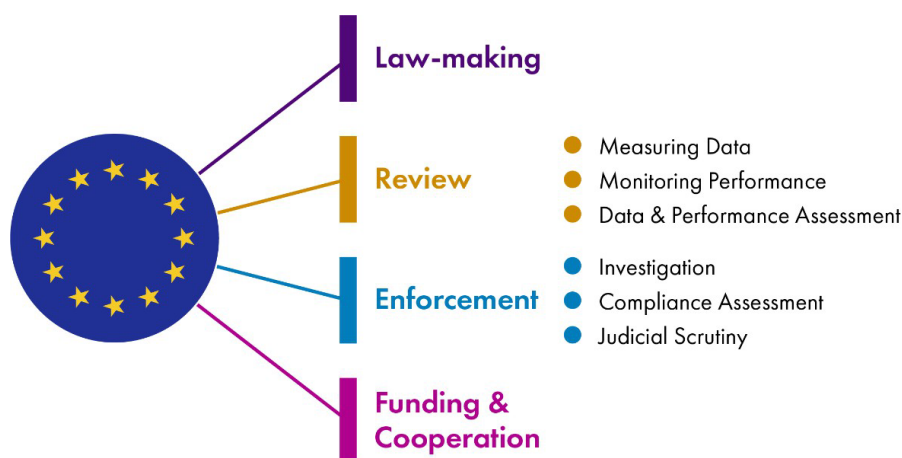 Law-making
Review
Measuring Data
Monitoring Performance
Data & Performance Assessment
Enforcement
Investigation
Compliance Assessment
Judicial Scrutiny
Funding &
Cooperation